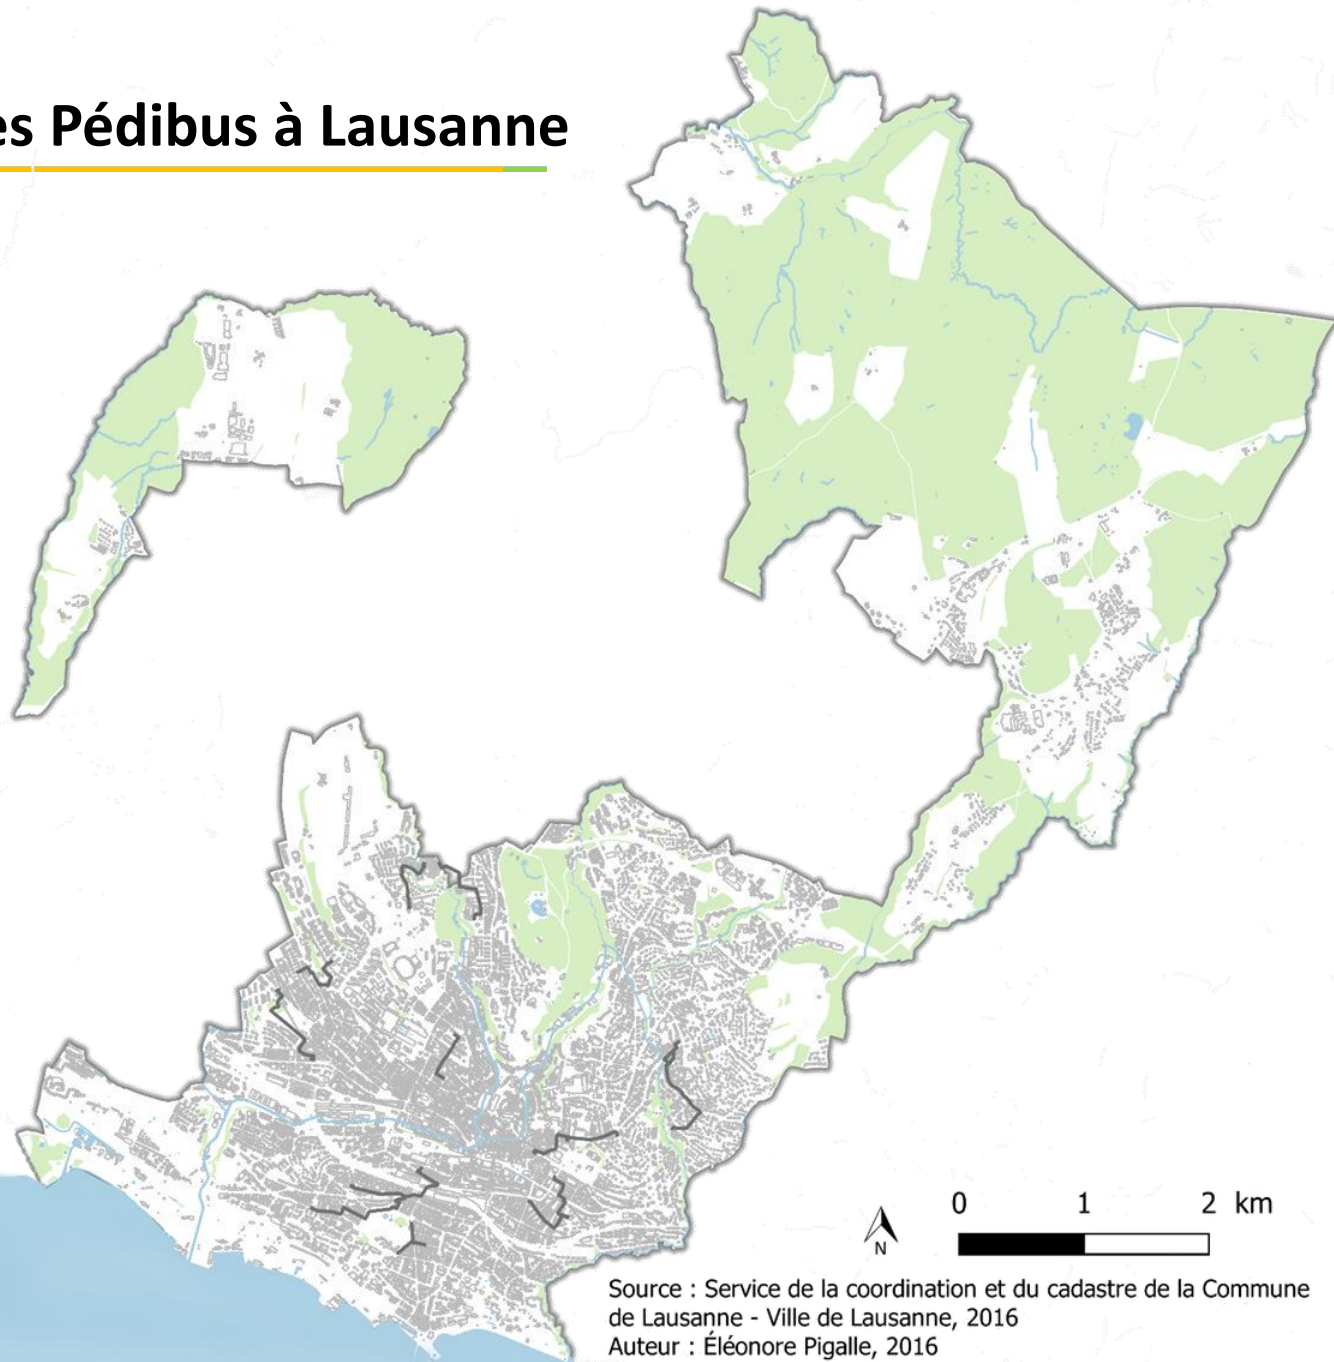 es Pédibus à Lausanne
0 1 2 km
N
Source : Service de la coordination et du cadastre de la Commune
de Lausanne - Ville de Lausanne, 2016
Auteur : Éléonore Pigalle, 2016